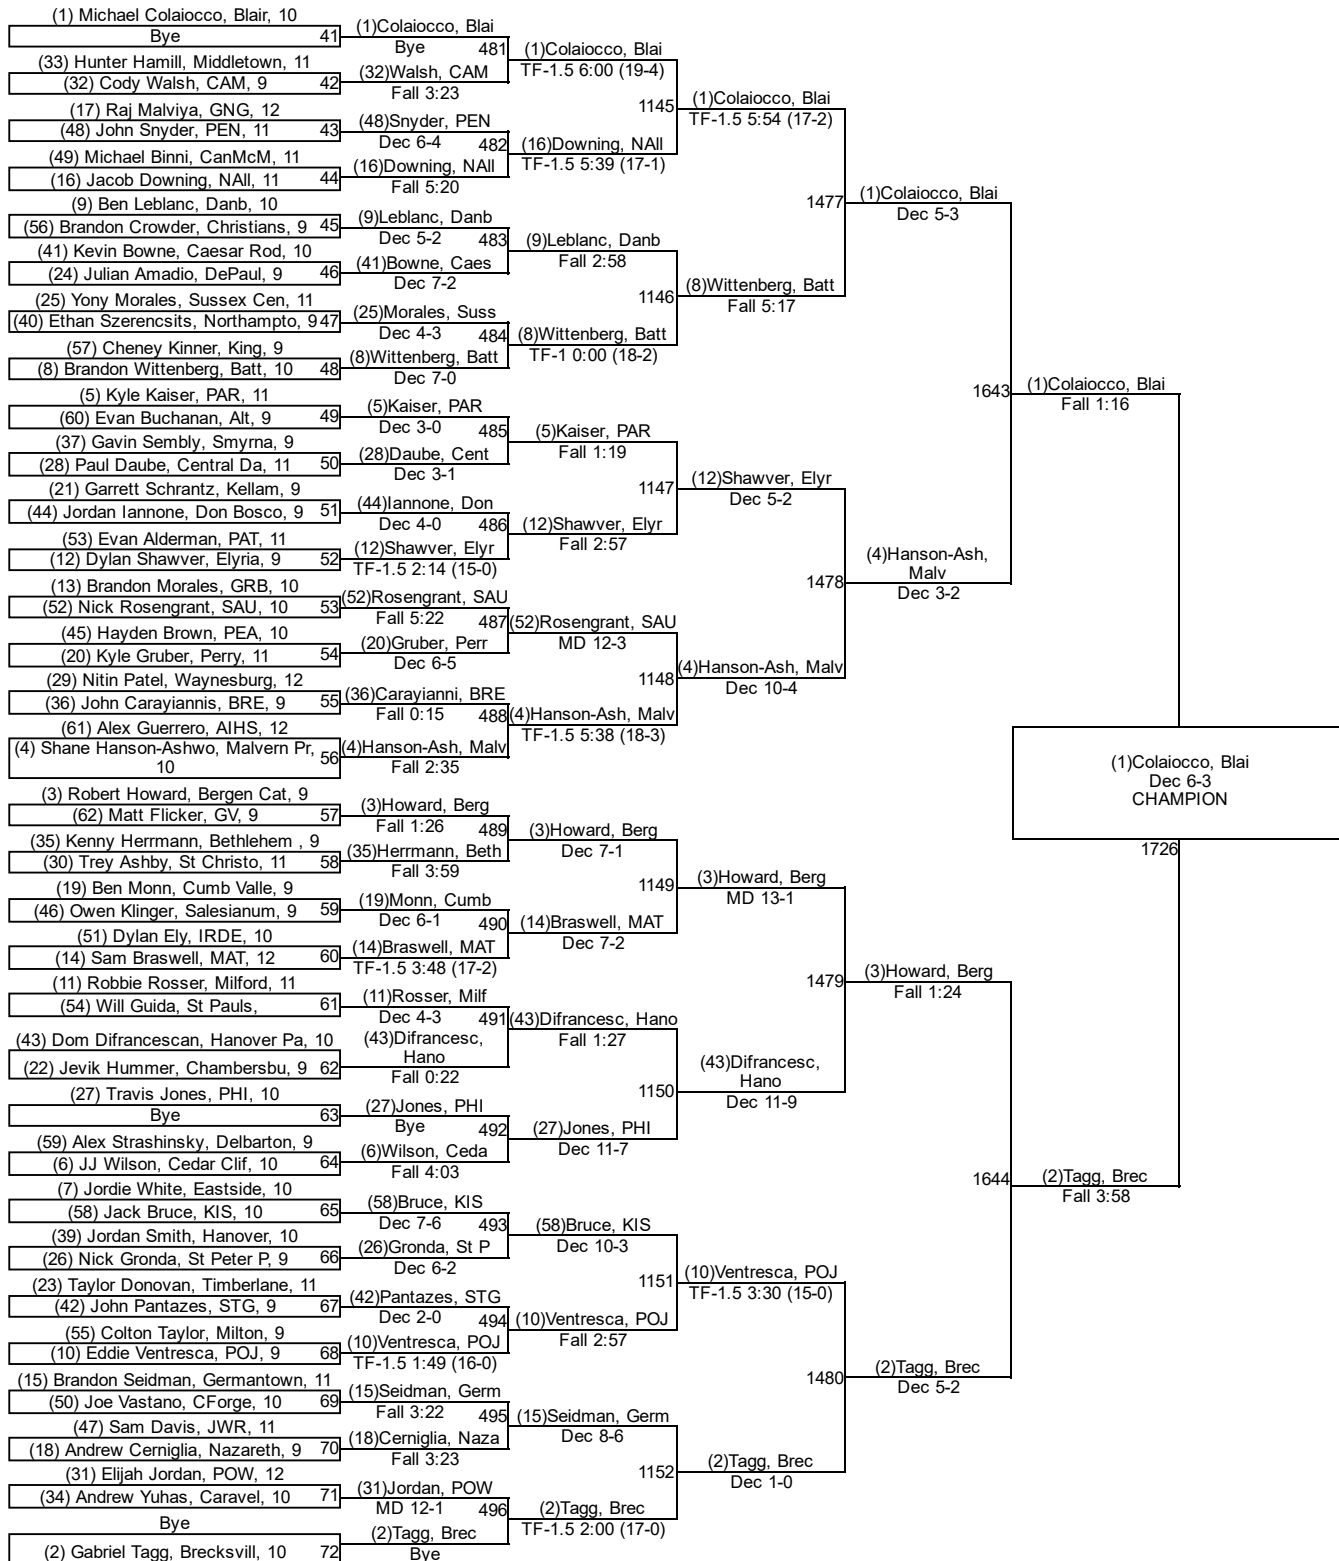 (1) Michael Colaiocco, Blair, 10
Bye
41
(33) Hunter Hamill, Middletown, 11
(32) Cody Walsh, CAM, 9
42
(17) Raj Malviya, GNG, 12
(48) John Snyder, PEN, 11
43
(49) Michael Binni, CanMcM, 11
(16) Jacob Downing, NAll, 11
44
(9) Ben Leblanc, Danb, 10
(56) Brandon Crowder, Christians, 9
45
(41) Kevin Bowne, Caesar Rod, 10
(24) Julian Amadio, DePaul, 9
46
(25) Yony Morales, Sussex Cen, 11
(40) Ethan Szerencsits, Northampto, 9
47
(57) Cheney Kinner, King, 9
(8) Brandon Wittenberg, Batt, 10
48
(5) Kyle Kaiser, PAR, 11
(60) Evan Buchanan, Alt, 9
49
(37) Gavin Sembly, Smyrna, 9
(28) Paul Daube, Central Da, 11
50
(21) Garrett Schrantz, Kellam, 9
(44) Jordan Iannone, Don Bosco, 9
51
(53) Evan Alderman, PAT, 11
(12) Dylan Shawver, Elyria, 9
52
(13) Brandon Morales, GRB, 10
(52) Nick Rosengrant, SAU, 10
53
(45) Hayden Brown, PEA, 10
(20) Kyle Gruber, Perry, 11
54
(29) Nitin Patel, Waynesburg, 12
(36) John Carayiannis, BRE, 9
55
(61) Alex Guerrero, AIHS, 12
(4) Shane Hanson-Ashwo, Malvern Pr,
10
56
(3) Robert Howard, Bergen Cat, 9
(62) Matt Flicker, GV, 9
57
(35) Kenny Herrmann, Bethlehem , 9
(30) Trey Ashby, St Christo, 11
58
(19) Ben Monn, Cumb Valle, 9
(46) Owen Klinger, Salesianum, 9
59
(51) Dylan Ely, IRDE, 10
(14) Sam Braswell, MAT, 12
60
(11) Robbie Rosser, Milford, 11
(54) Will Guida, St Pauls,
61
(43) Dom Difrancescan, Hanover Pa, 10
(22) Jevik Hummer, Chambersbu, 9
62
(27) Travis Jones, PHI, 10
Bye
63
(59) Alex Strashinsky, Delbarton, 9
(6) JJ Wilson, Cedar Clif, 10
64
(7) Jordie White, Eastside, 10
(58) Jack Bruce, KIS, 10
65
(39) Jordan Smith, Hanover, 10
(26) Nick Gronda, St Peter P, 9
66
(23) Taylor Donovan, Timberlane, 11
(42) John Pantazes, STG, 9
67
(55) Colton Taylor, Milton, 9
(10) Eddie Ventresca, POJ, 9
68
(15) Brandon Seidman, Germantown, 11
(50) Joe Vastano, CForge, 10
69
(47) Sam Davis, JWR, 11
(18) Andrew Cerniglia, Nazareth, 9
70
(31) Elijah Jordan, POW, 12
(34) Andrew Yuhas, Caravel, 10
71
Bye
(2) Gabriel Tagg, Brecksvill, 10
72
(1)Colaiocco, Blai
Bye
481
(32)Walsh, CAM
Fall 3:23
(48)Snyder, PEN
Dec 6-4
482
(16)Downing, NAll
Fall 5:20
(9)Leblanc, Danb
Dec 5-2
483
(41)Bowne, Caes
Dec 7-2
(25)Morales, Suss
Dec 4-3
484
(8)Wittenberg, Batt
Dec 7-0
(5)Kaiser, PAR
Dec 3-0
485
(28)Daube, Cent
Dec 3-1
(44)Iannone, Don
Dec 4-0
486
(12)Shawver, Elyr
TF-1.5 2:14 (15-0)
(52)Rosengrant, SAU
Fall 5:22
487
(20)Gruber, Perr
Dec 6-5
(36)Carayianni, BRE
Fall 0:15
488
(4)Hanson-Ash, Malv
Fall 2:35
(3)Howard, Berg
Fall 1:26
489
(35)Herrmann, Beth
Fall 3:59
(19)Monn, Cumb
Dec 6-1
490
(14)Braswell, MAT
TF-1.5 3:48 (17-2)
(11)Rosser, Milf
Dec 4-3
491
(43)Difrancesc,
Hano
Fall 0:22
(27)Jones, PHI
Bye
492
(6)Wilson, Ceda
Fall 4:03
(58)Bruce, KIS
Dec 7-6
493
(26)Gronda, St P
Dec 6-2
(42)Pantazes, STG
Dec 2-0
494
(10)Ventresca, POJ
TF-1.5 1:49 (16-0)
(15)Seidman, Germ
Fall 3:22
495
(18)Cerniglia, Naza
Fall 3:23
(31)Jordan, POW
MD 12-1
496
(2)Tagg, Brec
Bye
(1)Colaiocco, Blai
TF-1.5 6:00 (19-4)
1145
(16)Downing, NAll
TF-1.5 5:39 (17-1)
(9)Leblanc, Danb
Fall 2:58
1146
(8)Wittenberg, Batt
TF-1 0:00 (18-2)
(5)Kaiser, PAR
Fall 1:19
1147
(12)Shawver, Elyr
Fall 2:57
(52)Rosengrant, SAU
MD 12-3
1148
(4)Hanson-Ash, Malv
TF-1.5 5:38 (18-3)
(3)Howard, Berg
Dec 7-1
1149
(14)Braswell, MAT
Dec 7-2
(43)Difrancesc, Hano
Fall 1:27
1150
(27)Jones, PHI
Dec 11-7
(58)Bruce, KIS
Dec 10-3
1151
(10)Ventresca, POJ
Fall 2:57
(15)Seidman, Germ
Dec 8-6
1152
(2)Tagg, Brec
TF-1.5 2:00 (17-0)
(1)Colaiocco, Blai
TF-1.5 5:54 (17-2)
1477
(8)Wittenberg, Batt
Fall 5:17
(12)Shawver, Elyr
Dec 5-2
1478
(4)Hanson-Ash, Malv
Dec 10-4
(3)Howard, Berg
MD 13-1
1479
(43)Difrancesc,
Hano
Dec 11-9
(10)Ventresca, POJ
TF-1.5 3:30 (15-0)
1480
(2)Tagg, Brec
Dec 1-0
(1)Colaiocco, Blai
Dec 5-3
1643
(4)Hanson-Ash,
Malv
Dec 3-2
(3)Howard, Berg
Fall 1:24
1644
(2)Tagg, Brec
Dec 5-2
(1)Colaiocco, Blai
Fall 1:16
(2)Tagg, Brec
Fall 3:58
(1)Colaiocco, Blai
Dec 6-3
CHAMPION
1726